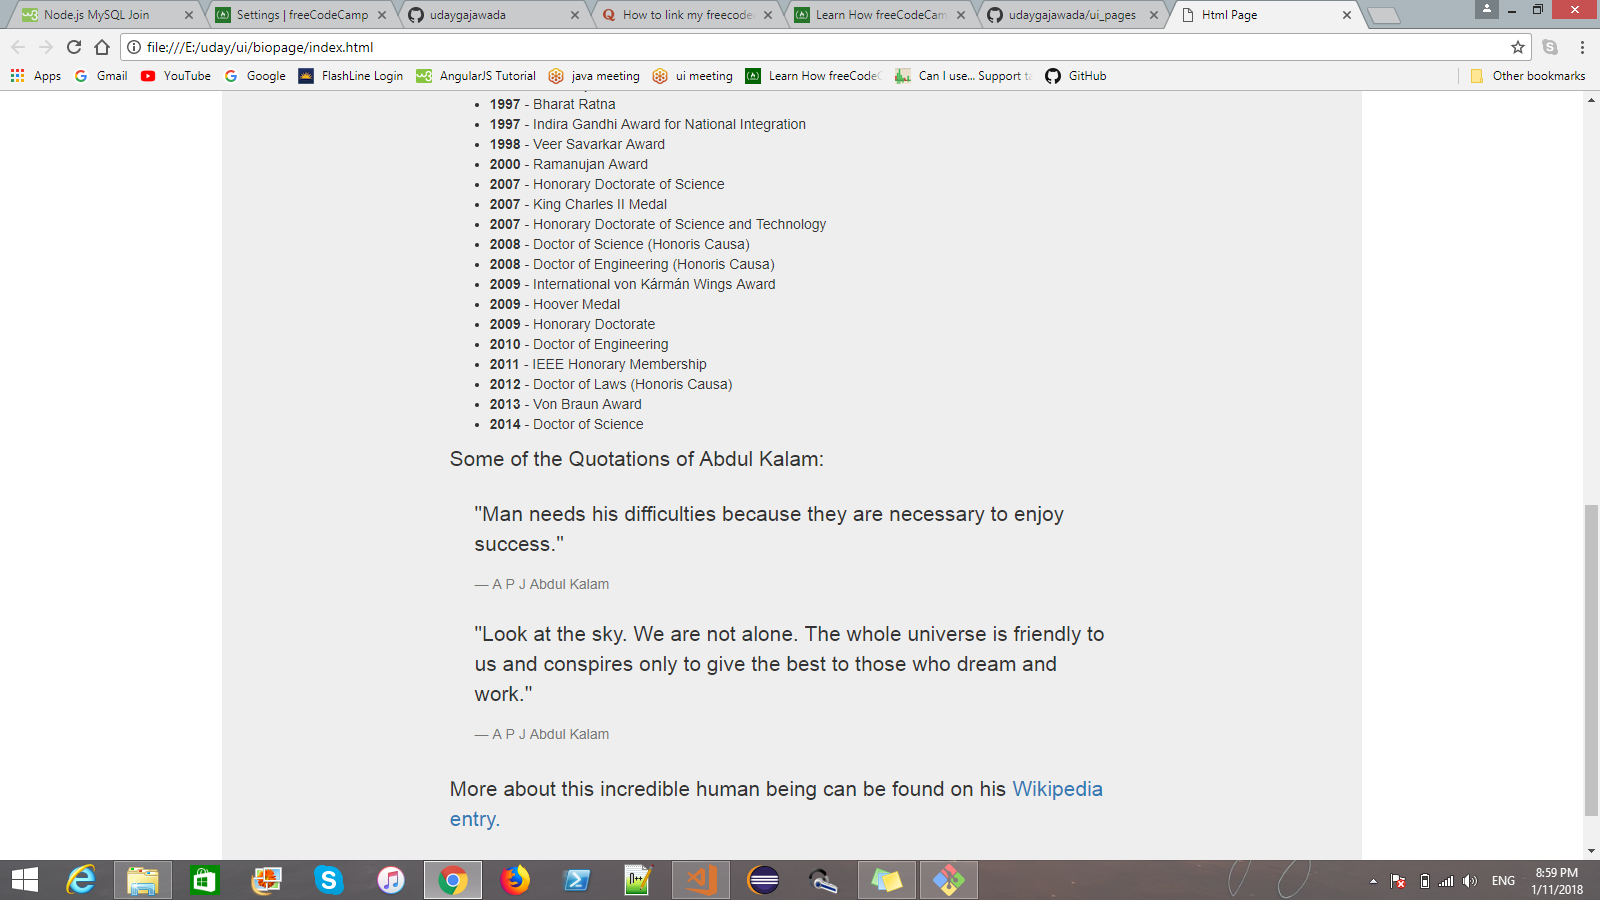 Node.js MySQL Join
Settings | freeCodeCamp
udaygajawada
How to link my freecode
Learn How freeCodeCam
udaygajawada/ui_pages
Html Page
file:///E:/uday/ui/biopage/index.html
Apps
Gmail
YouTube
Google
FlashLine Login
AngularJS Tutorial
java meeting
ui meeting
Learn How freeCodeC
Can I use... Support ta
GitHub
Other bookmarks
1997 - Bharat Ratna
1997 - Indira Gandhi Award for National Integration
1998 - Veer Savarkar Award
2000 - Ramanujan Award
2007 - Honorary Doctorate of Science
2007 - King Charles II Medal
2007 - Honorary Doctorate of Science and Technology
2008 - Doctor of Science (Honoris Causa)
2008 - Doctor of Engineering (Honoris Causa)
2009 - International von Kármán Wings Award
2009 - Hoover Medal
2009 - Honorary Doctorate
2010 - Doctor of Engineering
2011 - IEEE Honorary Membership
2012 - Doctor of Laws (Honoris Causa)
2013 - Von Braun Award
2014 - Doctor of Science
Some of the Quotations of Abdul Kalam:
"Man needs his difficulties because they are necessary to enjoy
success."
— A P J Abdul Kalam
"Look at the sky. We are not alone. The whole universe is friendly to
us and conspires only to give the best to those who dream and
work."
— A P J Abdul Kalam
More about this incredible human being can be found on his Wikipedia
entry.
ENG
8:59 PM
1/11/2018